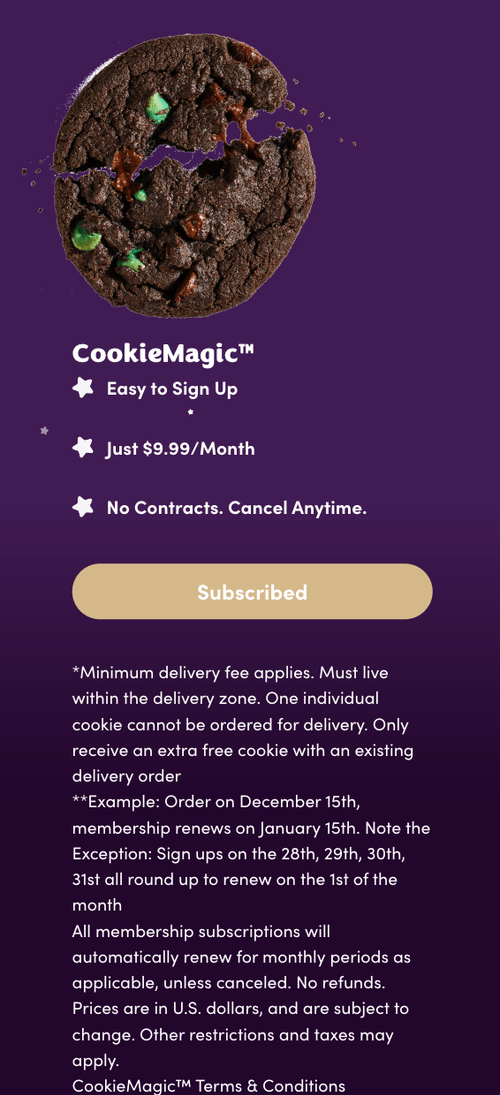 CookieMagic™
Easy to Sign Up
Just $9.99/Month
No Contracts. Cancel Anytime.
Subscribed
*Minimum delivery fee applies. Must live
within the delivery zone. One individual
cookie cannot be ordered for delivery. Only
receive an extra free cookie with an existing
delivery order
**Example: Order on December 15th,
membership renews on January 15th. Note the
Exception: Sign ups on the 28th, 29th, 30th,
31st all round up to renew on the 1st of the
month
All membership subscriptions will
automatically renew for monthly periods as
applicable, unless canceled. No refunds.
Prices are in U.S. dollars, and are subject to
change. Other restrictions and taxes may
apply.
CookieMagic™ Terms & Conditions